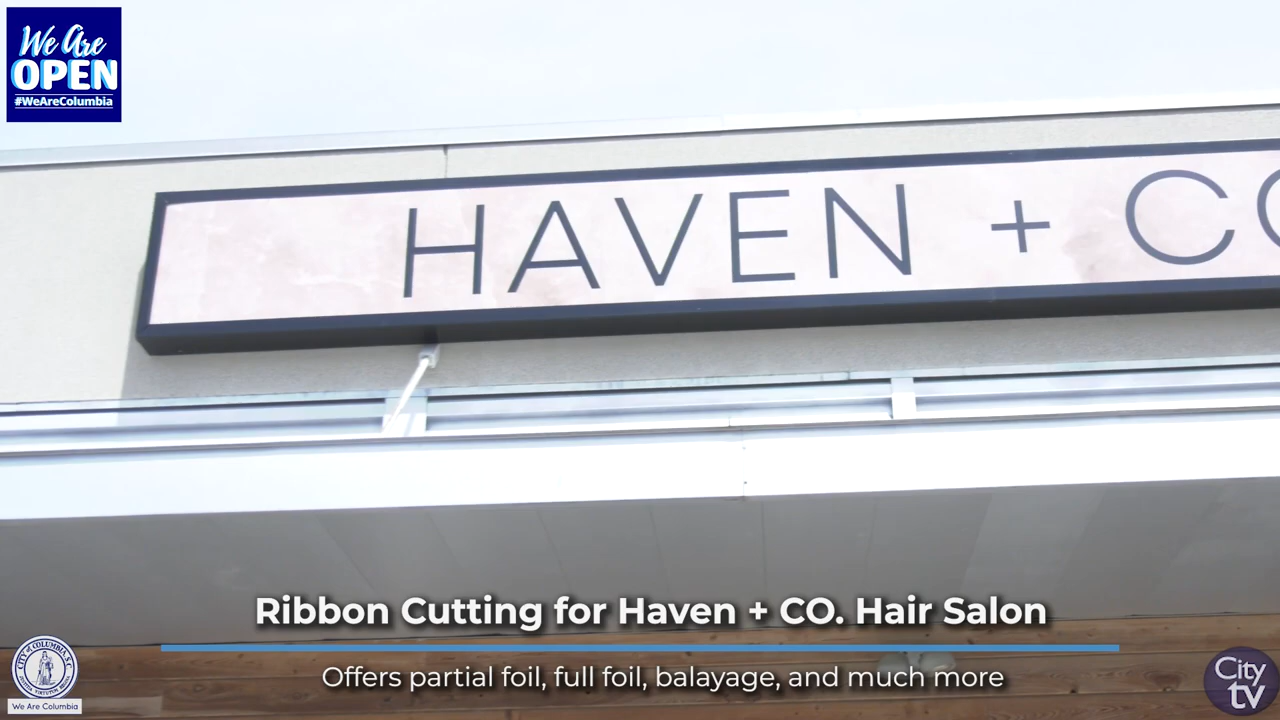 We Are
OPEN
#WeAreColumbia
HAVEN + CO
Ribbon Cutting for Haven + CO. Hair Salon
Offers partial foil, full foil, balayage, and much more
We Are Columbia
City
tv